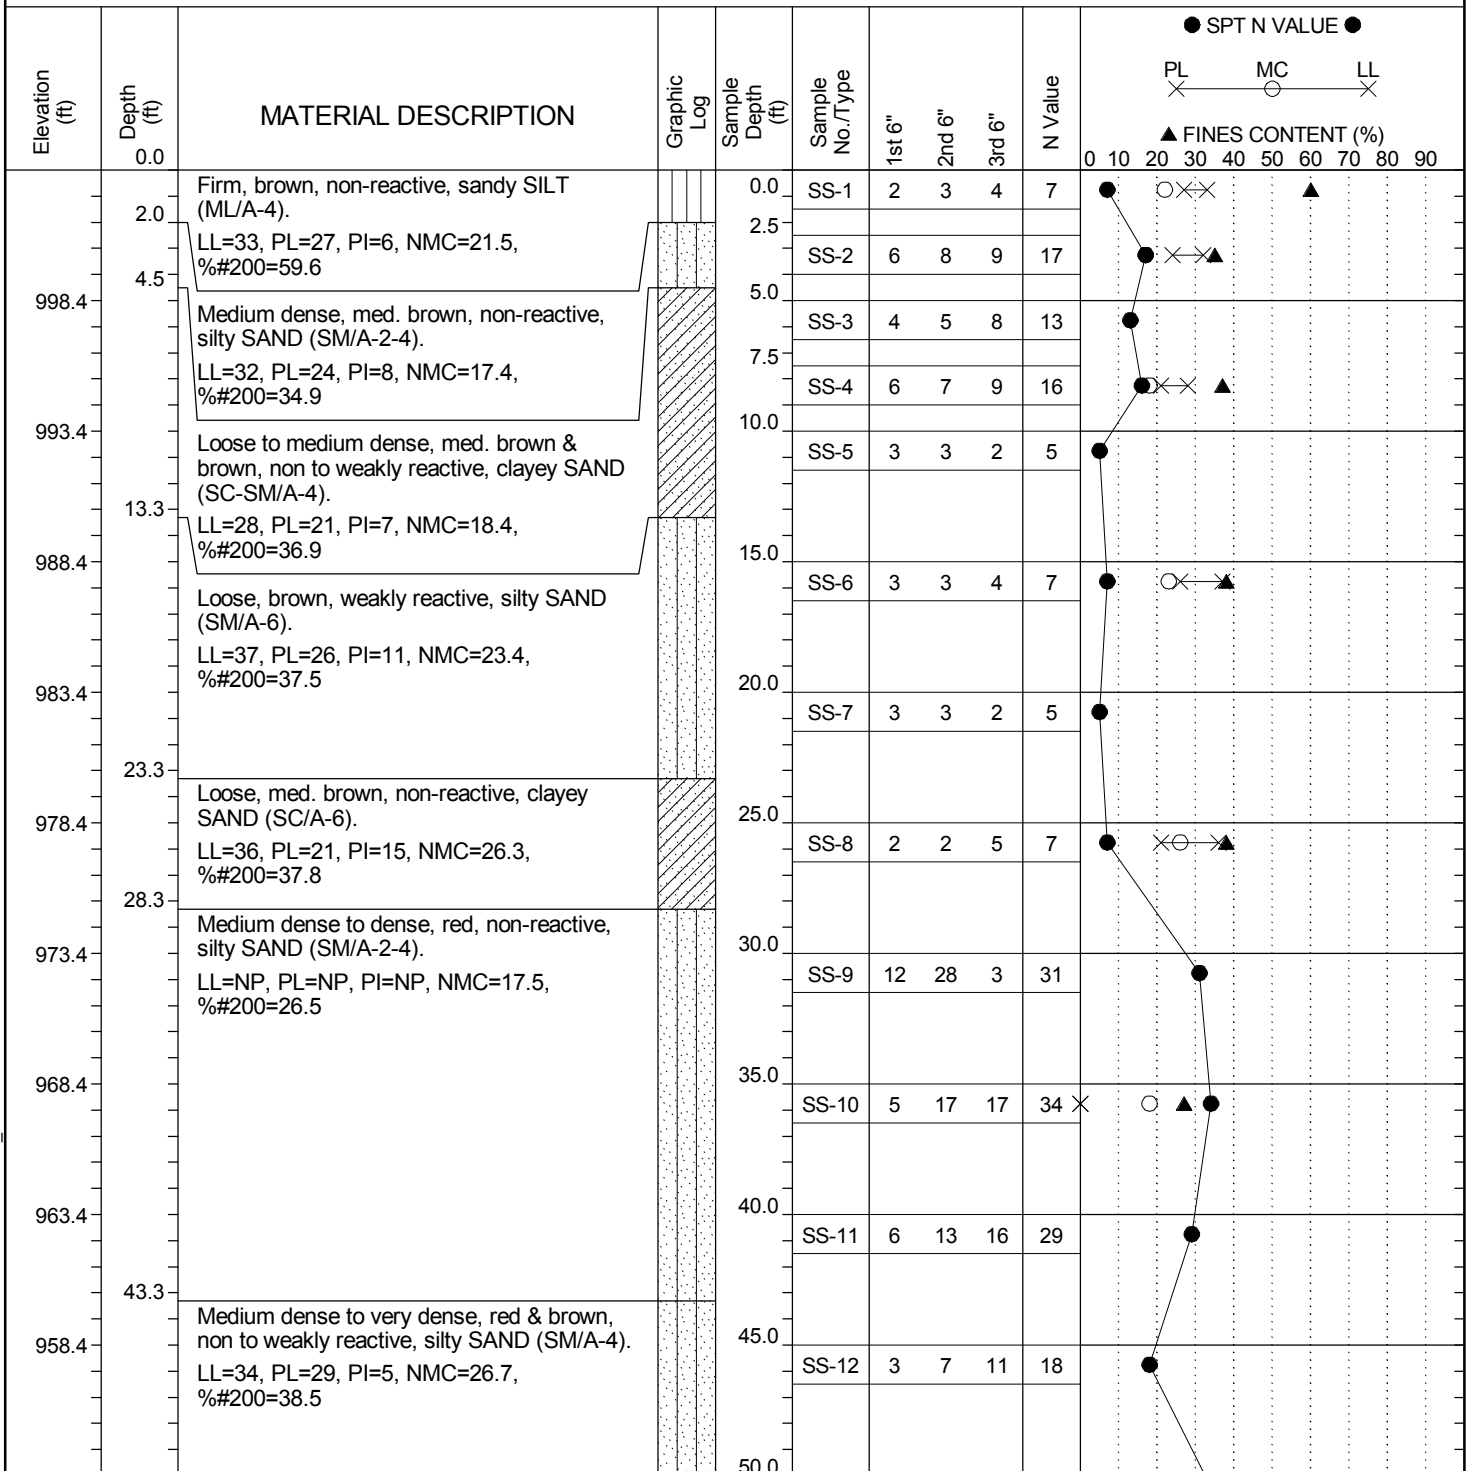 ● SPT N VALUE ●
PL MC LL
▲ FINES CONTENT (%)
0 10 20 30 40 50 60 70 80 90
Elevation (ft)
Depth (ft)
0.0
MATERIAL DESCRIPTION
Graphic Log
Sample Depth (ft)
Sample No./Type
1st 6"
2nd 6"
3rd 6"
N Value
Firm, brown, non-reactive, sandy SILT
(ML/A-4).
2.0
LL=33, PL=27, PI=6, NMC=21.5,
%#200=59.6
4.5
998.4
Medium dense, med. brown, non-reactive,
silty SAND (SM/A-2-4).
LL=32, PL=24, PI=8, NMC=17.4,
%#200=34.9
993.4
Loose to medium dense, med. brown &
brown, non to weakly reactive, clayey SAND
(SC-SM/A-4).
13.3
LL=28, PL=21, PI=7, NMC=18.4,
%#200=36.9
988.4
Loose, brown, weakly reactive, silty SAND
(SM/A-6).
LL=37, PL=26, PI=11, NMC=23.4,
%#200=37.5
983.4
23.3
Loose, med. brown, non-reactive, clayey
SAND (SC/A-6).
978.4
LL=36, PL=21, PI=15, NMC=26.3,
%#200=37.8
28.3
Medium dense to dense, red, non-reactive,
silty SAND (SM/A-2-4).
973.4
LL=NP, PL=NP, PI=NP, NMC=17.5,
%#200=26.5
968.4
963.4
43.3
Medium dense to very dense, red & brown,
non to weakly reactive, silty SAND (SM/A-4).
958.4
LL=34, PL=29, PI=5, NMC=26.7,
%#200=38.5
0.0 SS-1 2 3 4 7
2.5
SS-2 6 8 9 17
5.0
SS-3 4 5 8 13
7.5
SS-4 6 7 9 16
10.0
SS-5 3 3 2 5
15.0
SS-6 3 3 4 7
20.0
SS-7 3 3 2 5
25.0
SS-8 2 2 5 7
30.0
SS-9 12 28 3 31
35.0
SS-10 5 17 17 34
40.0
SS-11 6 13 16 29
45.0
SS-12 3 7 11 18
50.0